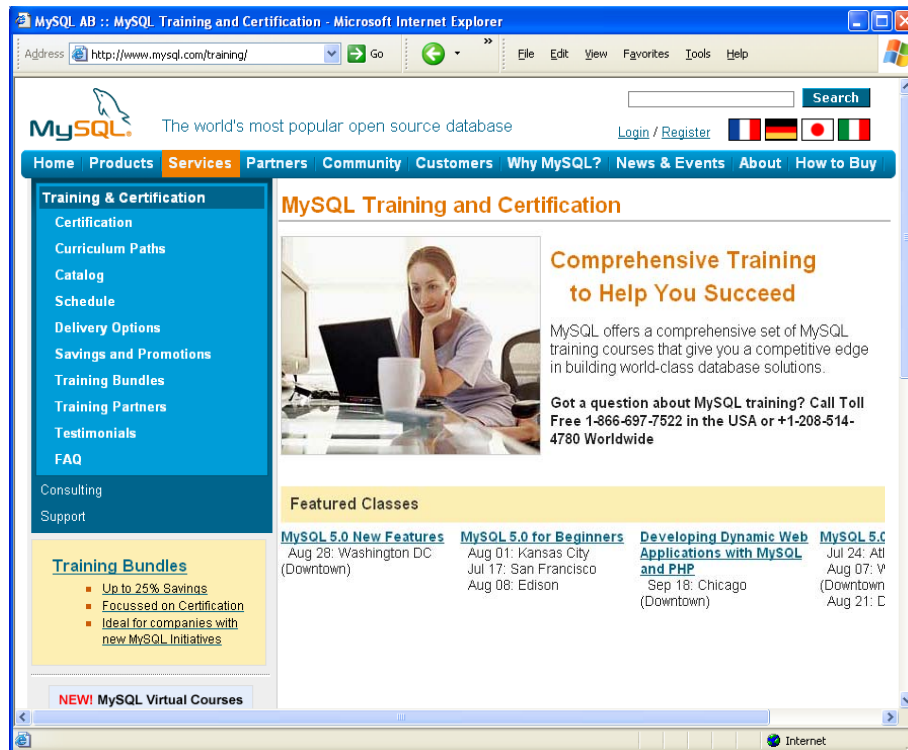 MySQL AB :: MySQL Training and Certification - Microsoft Internet Explorer
Address http://www.mysql.com/training/ Go » File Edit View Favorites Tools Help
Search
MySQL® The world's most popular open source database
Login / Register
Home Products Services Partners Community Customers Why MySQL? News & Events About How to Buy
Training & Certification
Certification
Curriculum Paths
Catalog
Schedule
Delivery Options
Savings and Promotions
Training Bundles
Training Partners
Testimonials
FAQ
Consulting
Support
Training Bundles
Up to 25% Savings
Focussed on Certification
Ideal for companies with
new MySQL Initiatives
NEW! MySQL Virtual Courses
MySQL Training and Certification
Comprehensive Training
to Help You Succeed
MySQL offers a comprehensive set of MySQL
training courses that give you a competitive edge
in building world-class database solutions.
Got a question about MySQL training? Call Toll
Free 1-866-697-7522 in the USA or +1-208-514-
4780 Worldwide
Featured Classes
MySQL 5.0 New Features
Aug 28: Washington DC
(Downtown)
MySQL 5.0 for Beginners
Aug 01: Kansas City
Jul 17: San Francisco
Aug 08: Edison
Developing Dynamic Web
Applications with MySQL
and PHP
Sep 18: Chicago
(Downtown)
MySQL 5.0
Jul 24: Atl
Aug 07:
(Downtown
Aug 21:
Internet